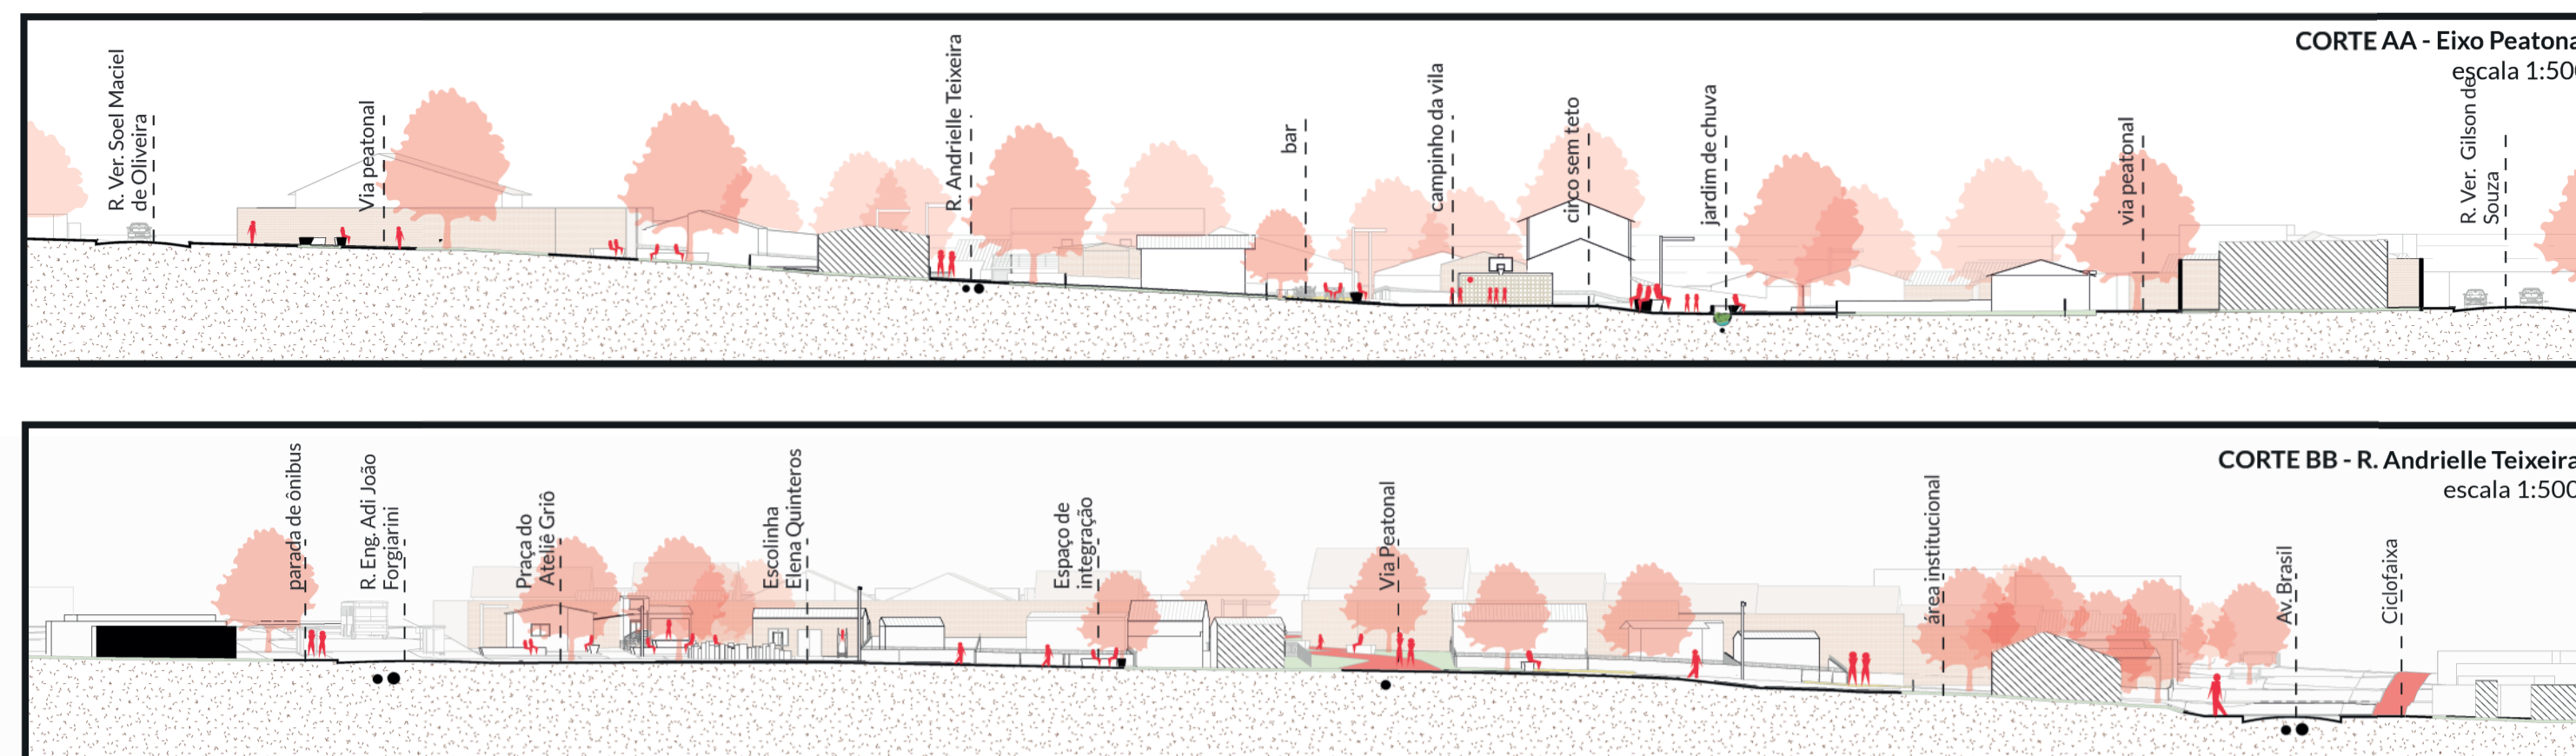 CORTE AA - Eixo Peatona
escala 1:50
R. Ver. Soel Maciel
de Oliveira
Via peatonal
R. Andrielle Teixeira
bar
campinho da vila
circo sem teto
jardim de chuva
via peatonal
R. Ver. Gilson de
Souza
CORTE BB - R. Andrielle Teixeira
escala 1:500
parada de ônibus
R. Eng. Adi João
Forgiarini
Praça do
Ateliê Griô
Escolinha
Elena Quinteros
Espaço de
integração
Via Peatonal
área institucional
Av. Brasil
Ciclofaixa